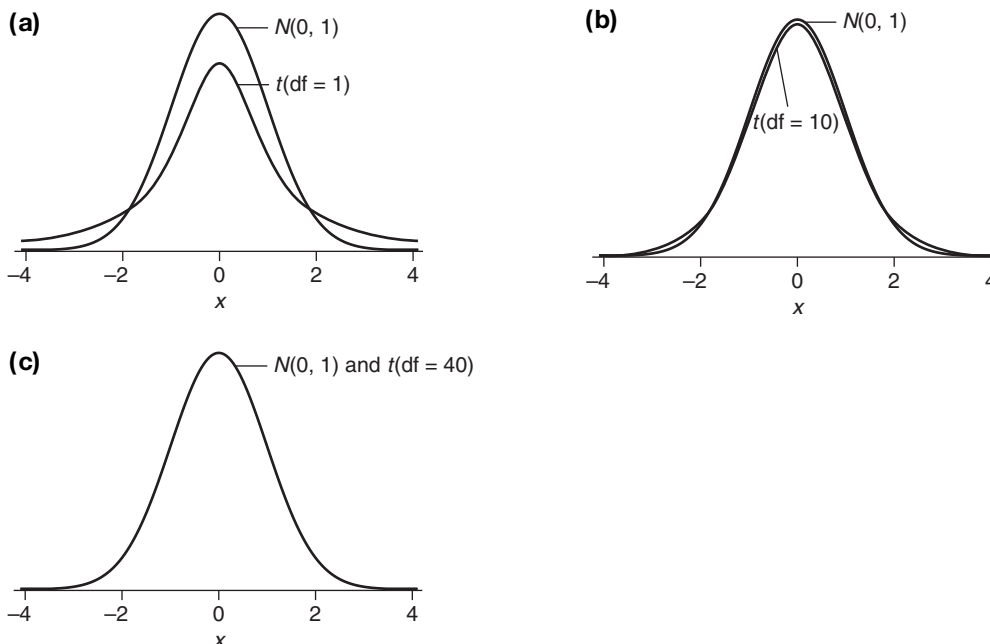 (a)
N(0, 1)
t(df = 1)
–4 –2 0 2 4
x
(b)
N(0, 1)
t(df = 10)
–4 –2 0 2 4
x
(c)
N(0, 1) and t(df = 40)
–4 –2 0 2 4
x